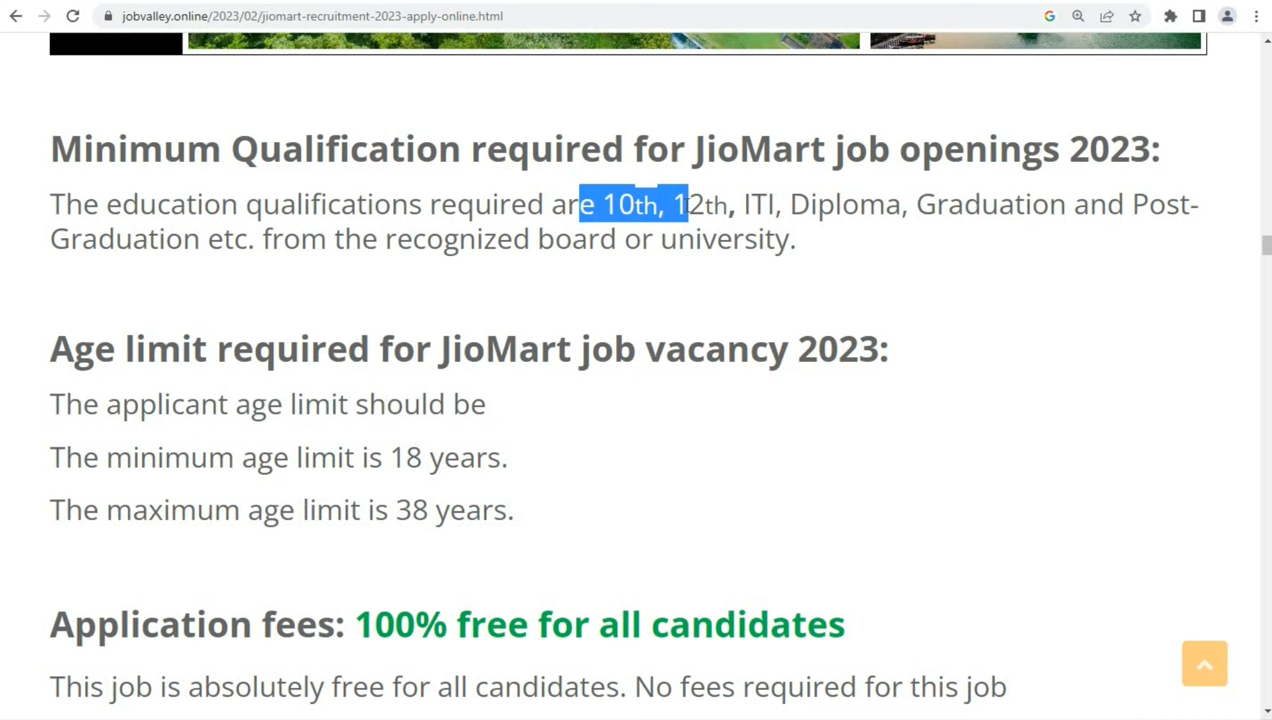 jobvalley.online/2023/02/jiomart-recruitment-2023-apply-online.html
Minimum Qualification required for JioMart job openings 2023:
The education qualifications required are 10th, 12th, ITI, Diploma, Graduation and Post-
Graduation etc. from the recognized board or university.
Age limit required for JioMart job vacancy 2023:
The applicant age limit should be
The minimum age limit is 18 years.
The maximum age limit is 38 years.
Application fees: 100% free for all candidates
This job is absolutely free for all candidates. No fees required for this job